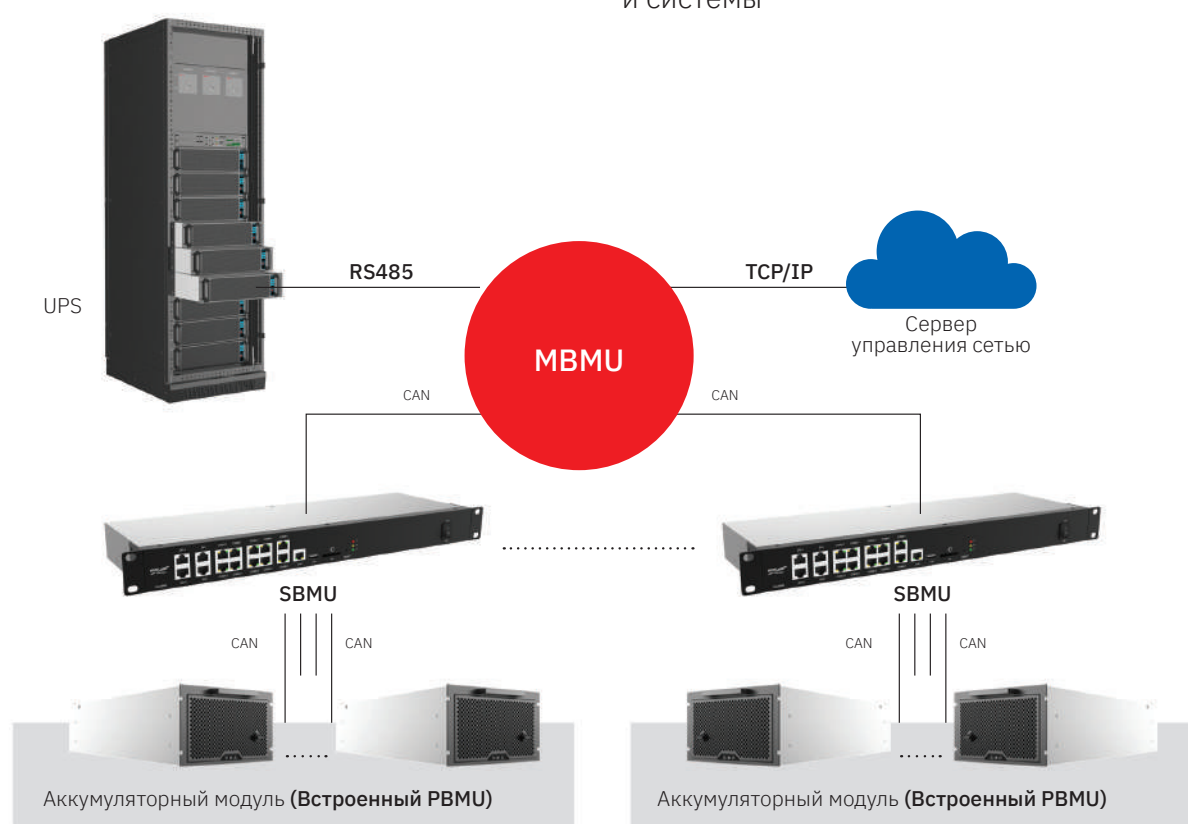 и системы
RS485
TCP/IP
UPS
Сервер
управления сетью
MBMU
CAN
CAN
SBMU
SBMU
CAN
CAN
CAN
CAN
Аккумуляторный модуль (Встроенный PBMU)
Аккумуляторный модуль (Встроенный PBMU)